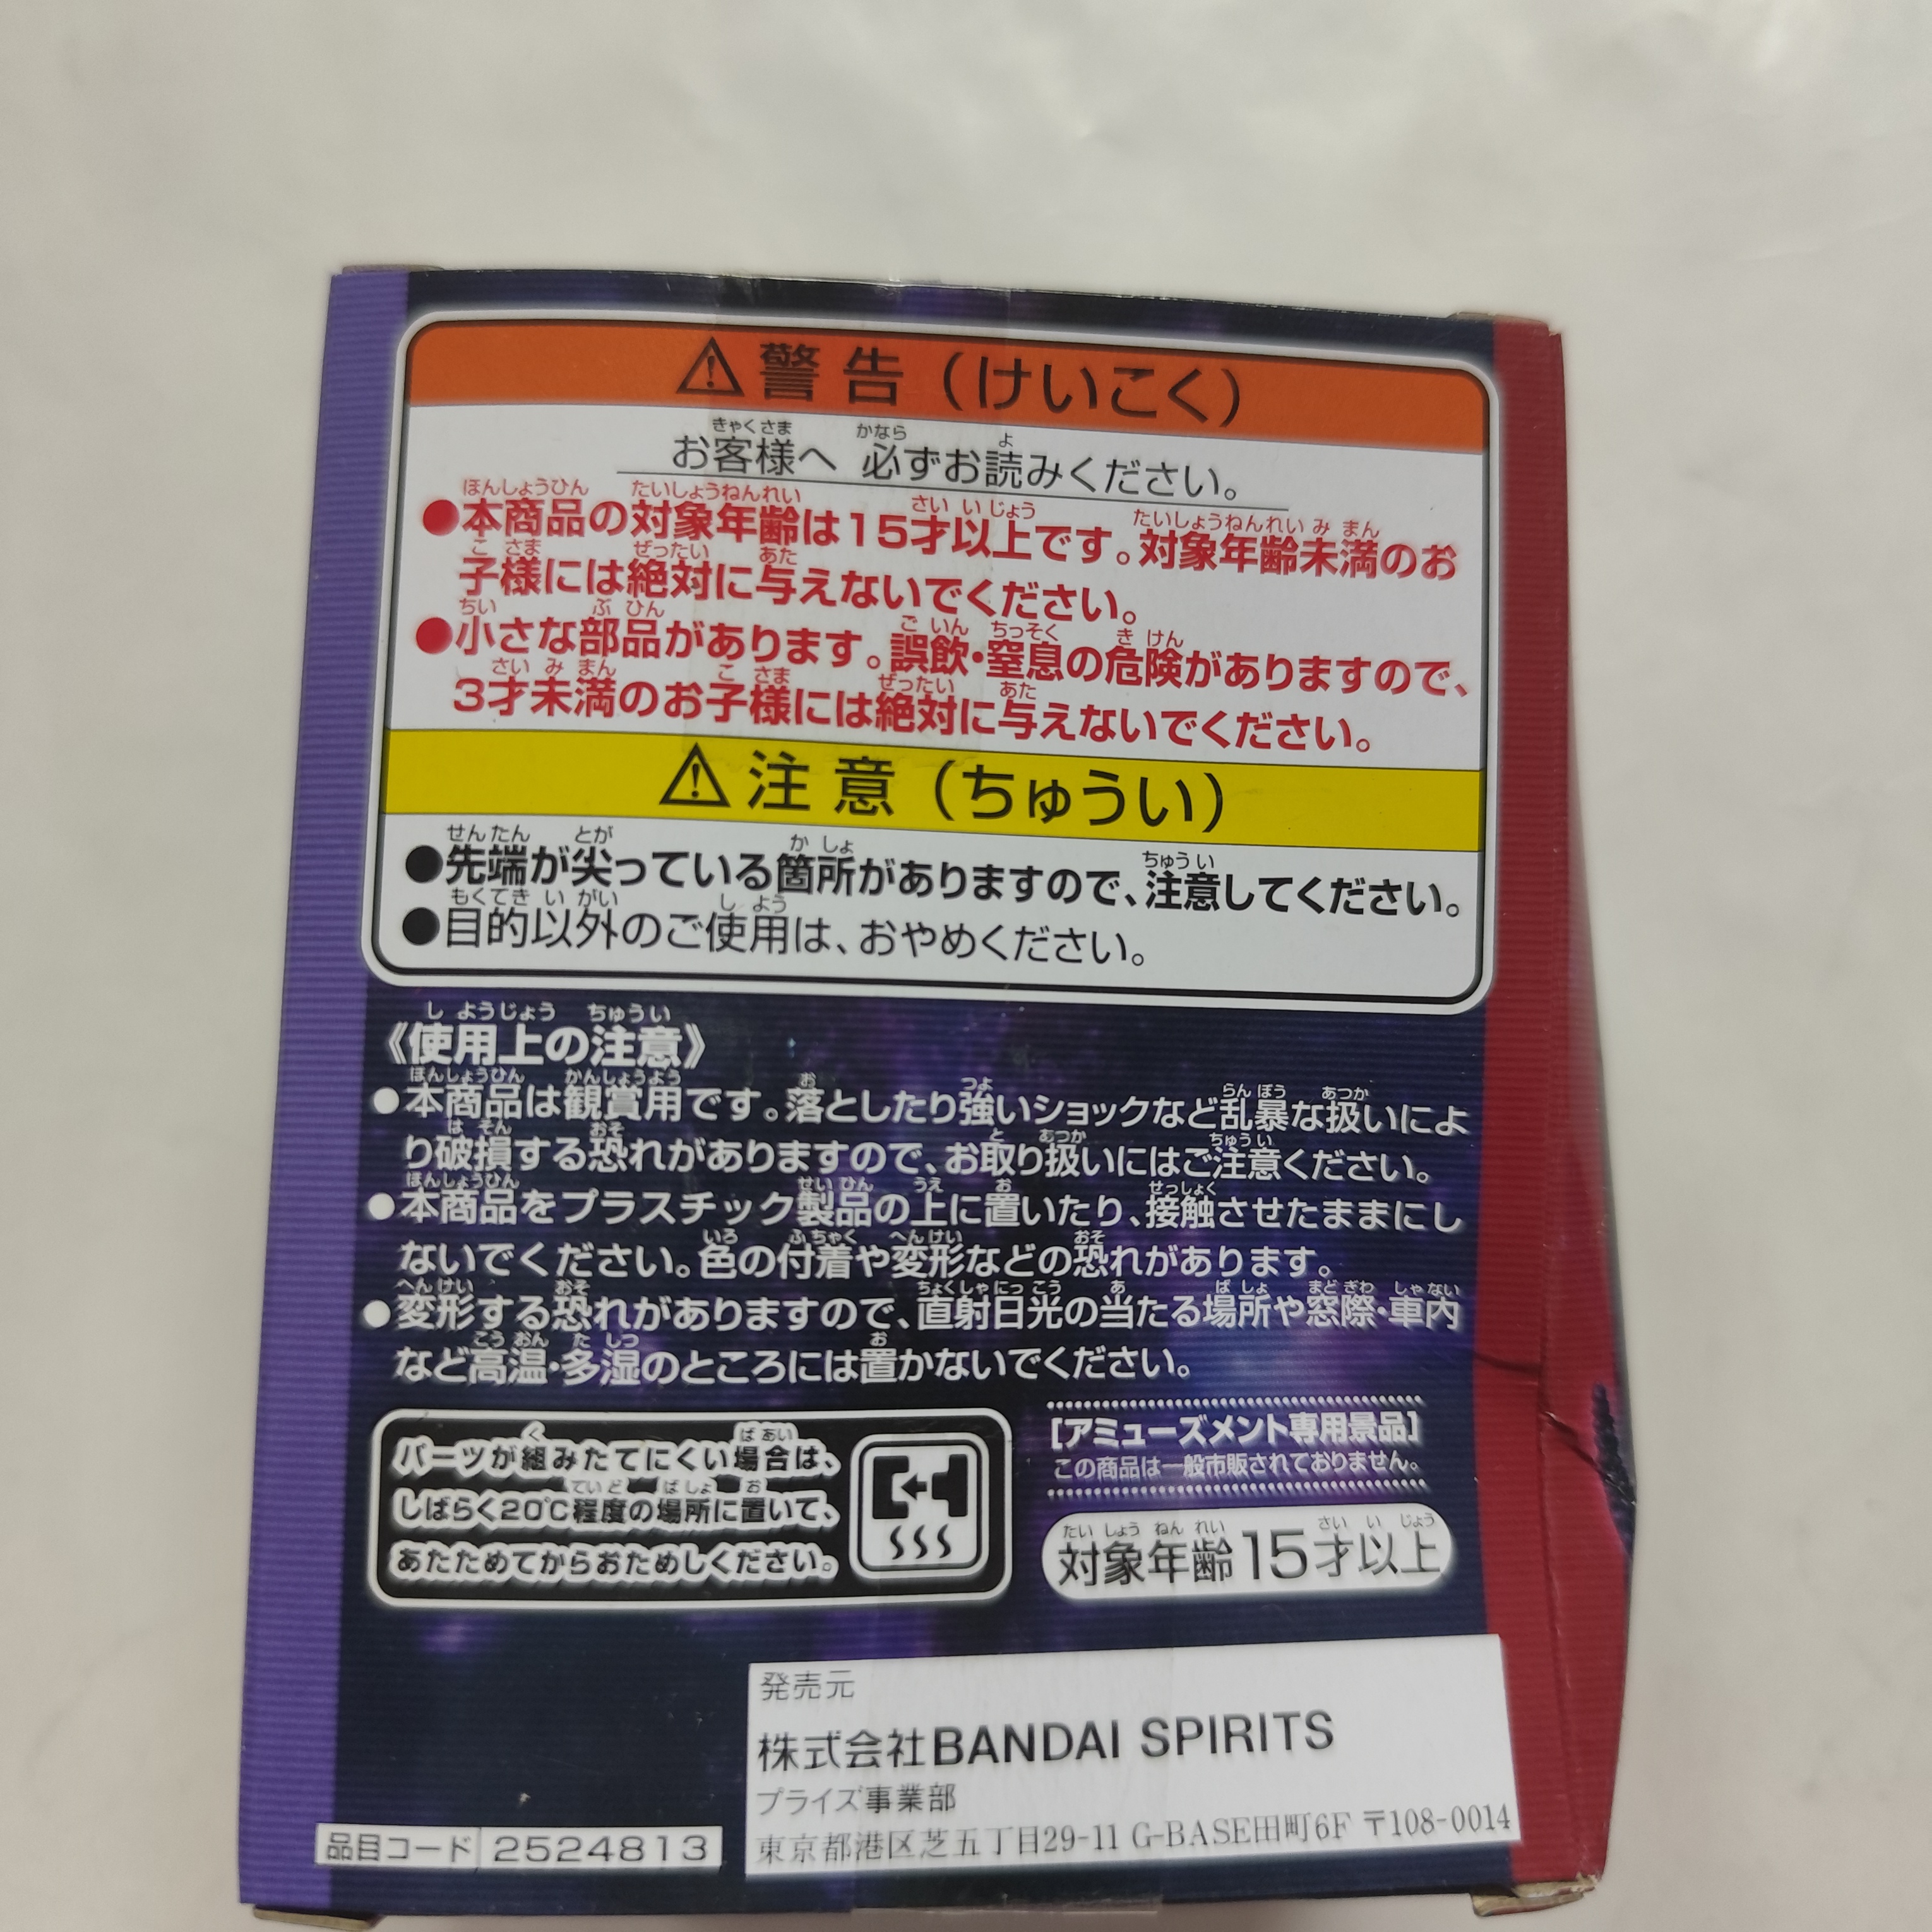 ⚠警告（けいこく）
お客様へ 必ずお読みください。
●本商品の対象年齢は15才以上です。対象年齢未満のお
子様には絶対に与えないでください。
●小さな部品があります。誤飲・窒息の危険がありますので、
3才未満のお子様には絶対に与えないでください。
⚠注意（ちゅうい）
●先端が尖っている箇所がありますので、注意してください。
●目的以外のご使用は、おやめください。
《使用上の注意》
●本商品は観賞用です。落としたり強いショックなど乱暴な扱いによ
り破損する恐れがありますので、お取り扱いにはご注意ください。
●本商品をプラスチック製品の上に置いたり、接触させたままにし
ないでください。色の付着や変形などの恐れがあります。
●変形する恐れがありますので、直射日光の当たる場所や窓際・車内
など高温・多湿のところには置かないでください。
パーツが組みたてにくい場合は、
しばらく20℃程度の場所に置いて、
あたためてからおためしください。
[アミューズメント専用景品]
この商品は一般市販されておりません。
対象年齢15才以上
発売元
株式会社BANDAI SPIRITS
プライズ事業部
東京都港区芝五丁目29-11 G-BASE田町6F 〒108-0014
品目コード 2524813